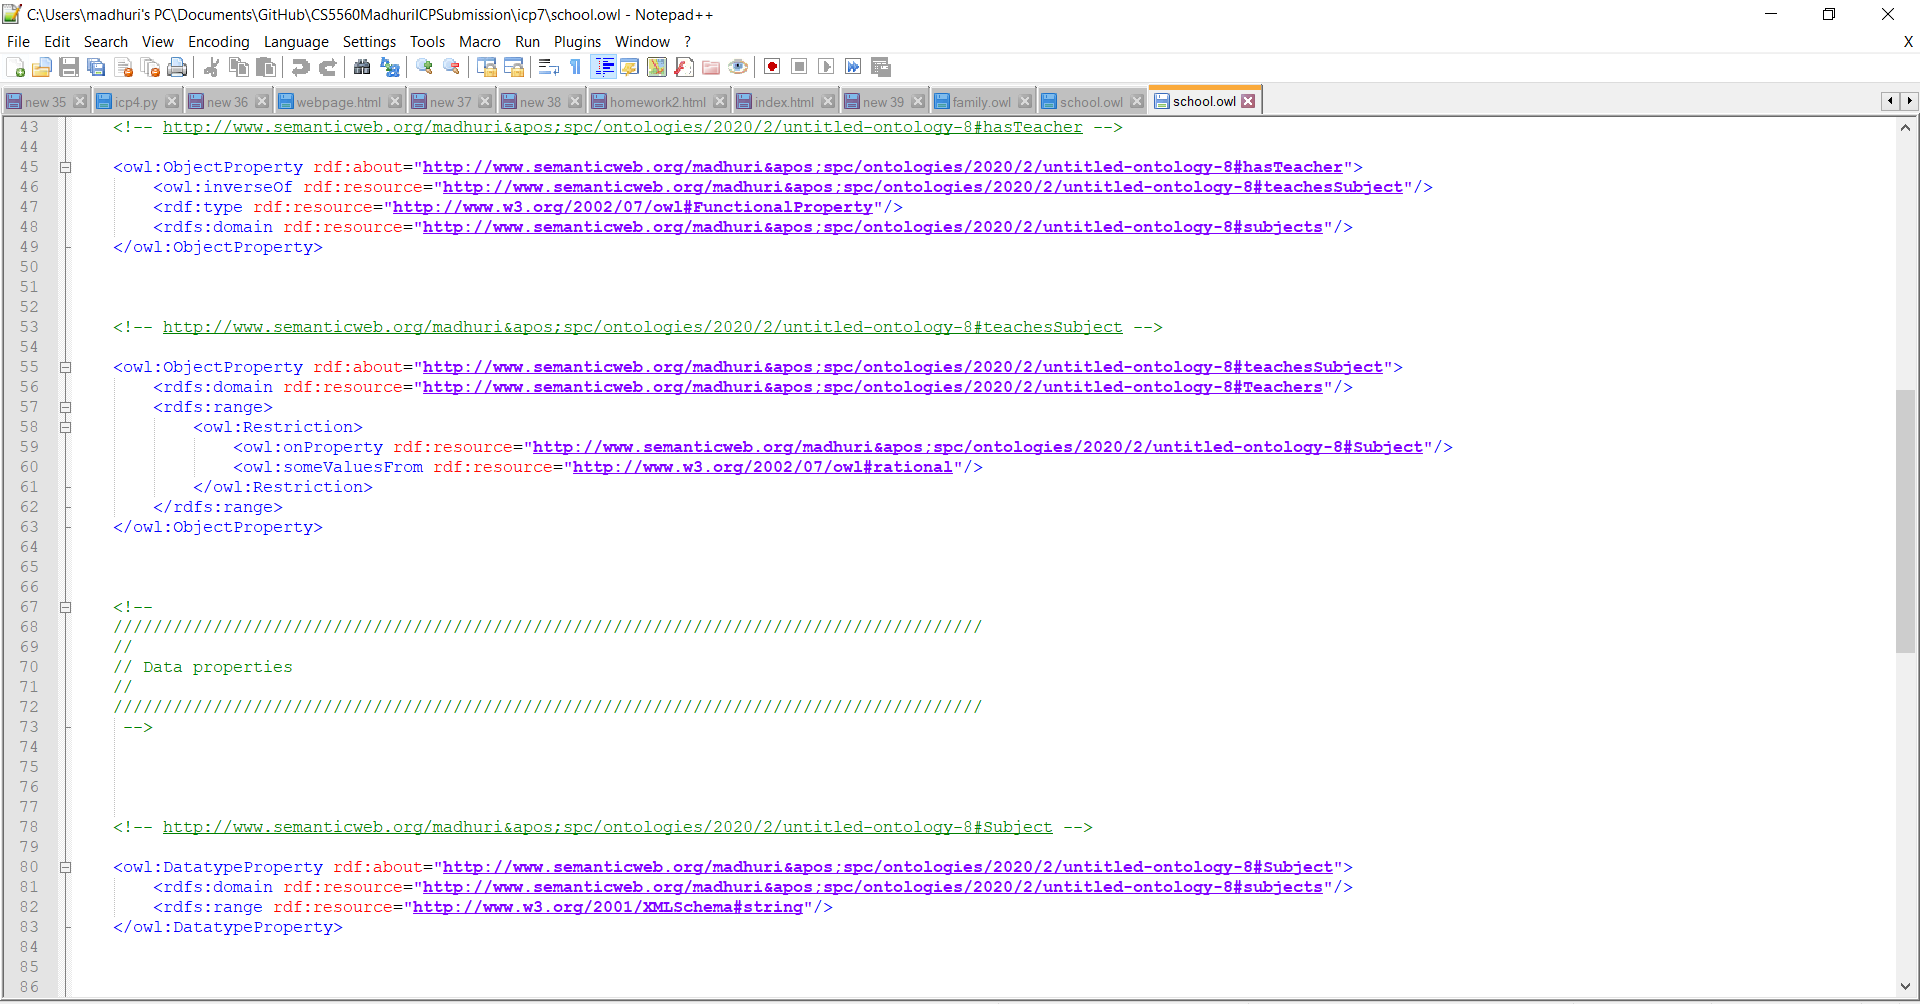 C:\Users\madhuri's PC\Documents\GitHub\CS5560MadhuriICPSubmission\icp7\school.owl - Notepad++
File Edit Search View Encoding Language Settings Tools Macro Run Plugins Window ? X
new 35 icp4.py new 36 webpage.html new 37 new 38 homework2.html index.html new 39 family.owl school.owl school.owl
43 <!-- http://www.semanticweb.org/madhuri&apos;spc/ontologies/2020/2/untitled-ontology-8#hasTeacher -->
44
45 <owl:ObjectProperty rdf:about="http://www.semanticweb.org/madhuri&apos;spc/ontologies/2020/2/untitled-ontology-8#hasTeacher">
46 <owl:inverseOf rdf:resource="http://www.semanticweb.org/madhuri&apos;spc/ontologies/2020/2/untitled-ontology-8#teachesSubject"/>
47 <rdf:type rdf:resource="http://www.w3.org/2002/07/owl#FunctionalProperty"/>
48 <rdfs:domain rdf:resource="http://www.semanticweb.org/madhuri&apos;spc/ontologies/2020/2/untitled-ontology-8#subjects"/>
49 </owl:ObjectProperty>
50
51
52
53 <!-- http://www.semanticweb.org/madhuri&apos;spc/ontologies/2020/2/untitled-ontology-8#teachesSubject -->
54
55 <owl:ObjectProperty rdf:about="http://www.semanticweb.org/madhuri&apos;spc/ontologies/2020/2/untitled-ontology-8#teachesSubject">
56 <rdfs:domain rdf:resource="http://www.semanticweb.org/madhuri&apos;spc/ontologies/2020/2/untitled-ontology-8#Teachers"/>
57 <rdfs:range>
58 <owl:Restriction>
59 <owl:onProperty rdf:resource="http://www.semanticweb.org/madhuri&apos;spc/ontologies/2020/2/untitled-ontology-8#Subject"/>
60 <owl:someValuesFrom rdf:resource="http://www.w3.org/2002/07/owl#rational"/>
61 </owl:Restriction>
62 </rdfs:range>
63 </owl:ObjectProperty>
64
65
66
67 <!--
68 ///////////////////////////////////////////////////////////////////////////////////////
69 //
70 // Data properties
71 //
72 ///////////////////////////////////////////////////////////////////////////////////////
73 -->
74
75
76
77
78 <!-- http://www.semanticweb.org/madhuri&apos;spc/ontologies/2020/2/untitled-ontology-8#Subject -->
79
80 <owl:DatatypeProperty rdf:about="http://www.semanticweb.org/madhuri&apos;spc/ontologies/2020/2/untitled-ontology-8#Subject">
81 <rdfs:domain rdf:resource="http://www.semanticweb.org/madhuri&apos;spc/ontologies/2020/2/untitled-ontology-8#subjects"/>
82 <rdfs:range rdf:resource="http://www.w3.org/2001/XMLSchema#string"/>
83 </owl:DatatypeProperty>
84
85
86